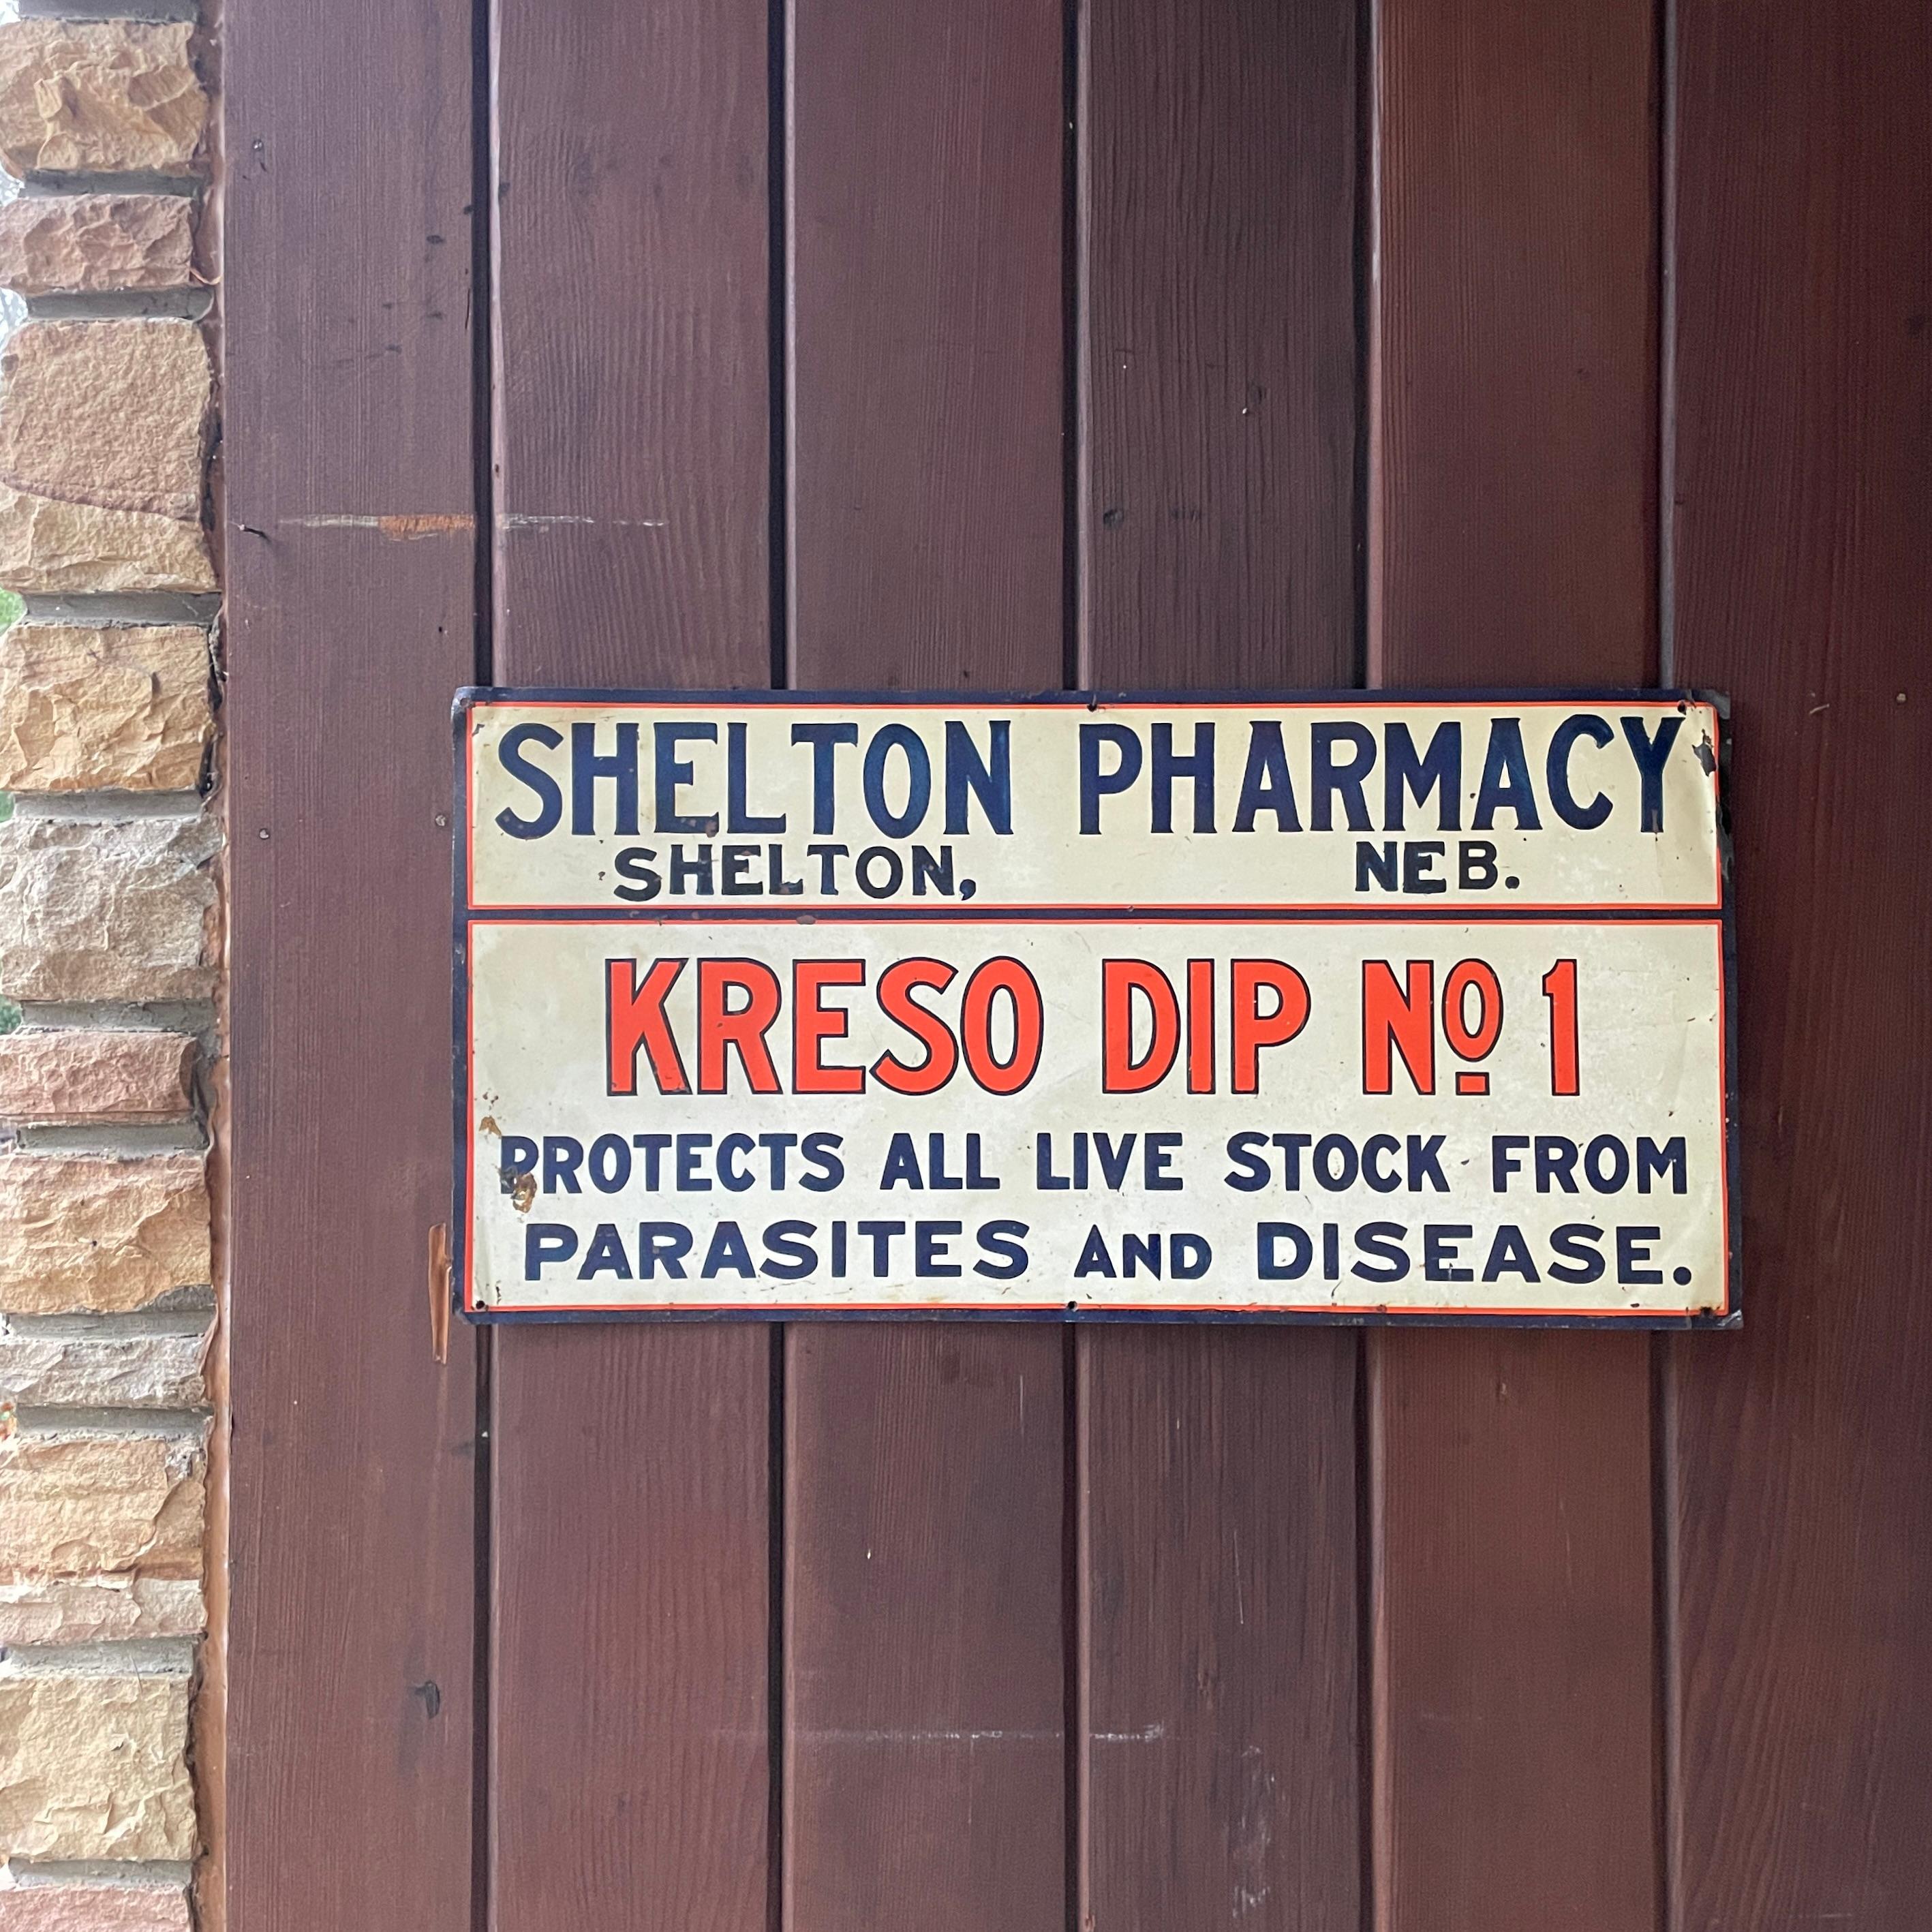 SHELTON PHARMACY
SHELTON, NEB.
KRESO DIP Nº 1
PROTECTS ALL LIVE STOCK FROM
PARASITES AND DISEASE.